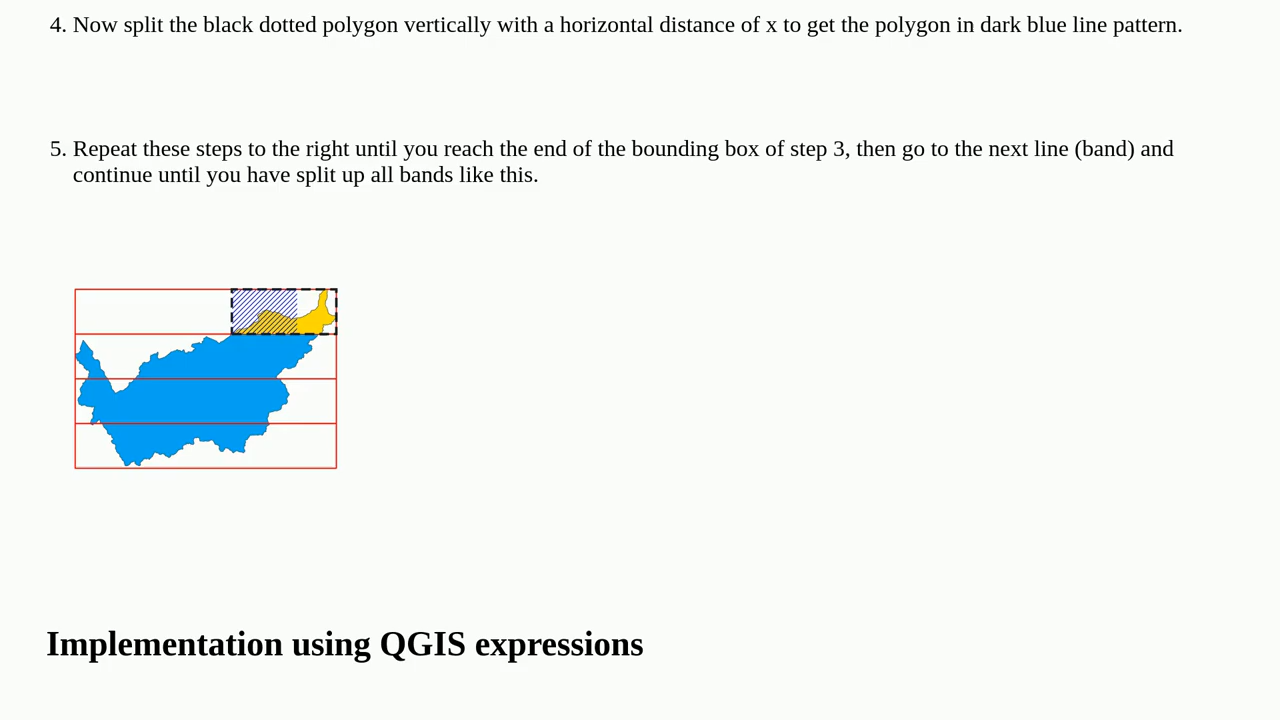 4. Now split the black dotted polygon vertically with a horizontal distance of x to get the polygon in dark blue line pattern.
5. Repeat these steps to the right until you reach the end of the bounding box of step 3, then go to the next line (band) and
continue until you have split up all bands like this.
Implementation using QGIS expressions